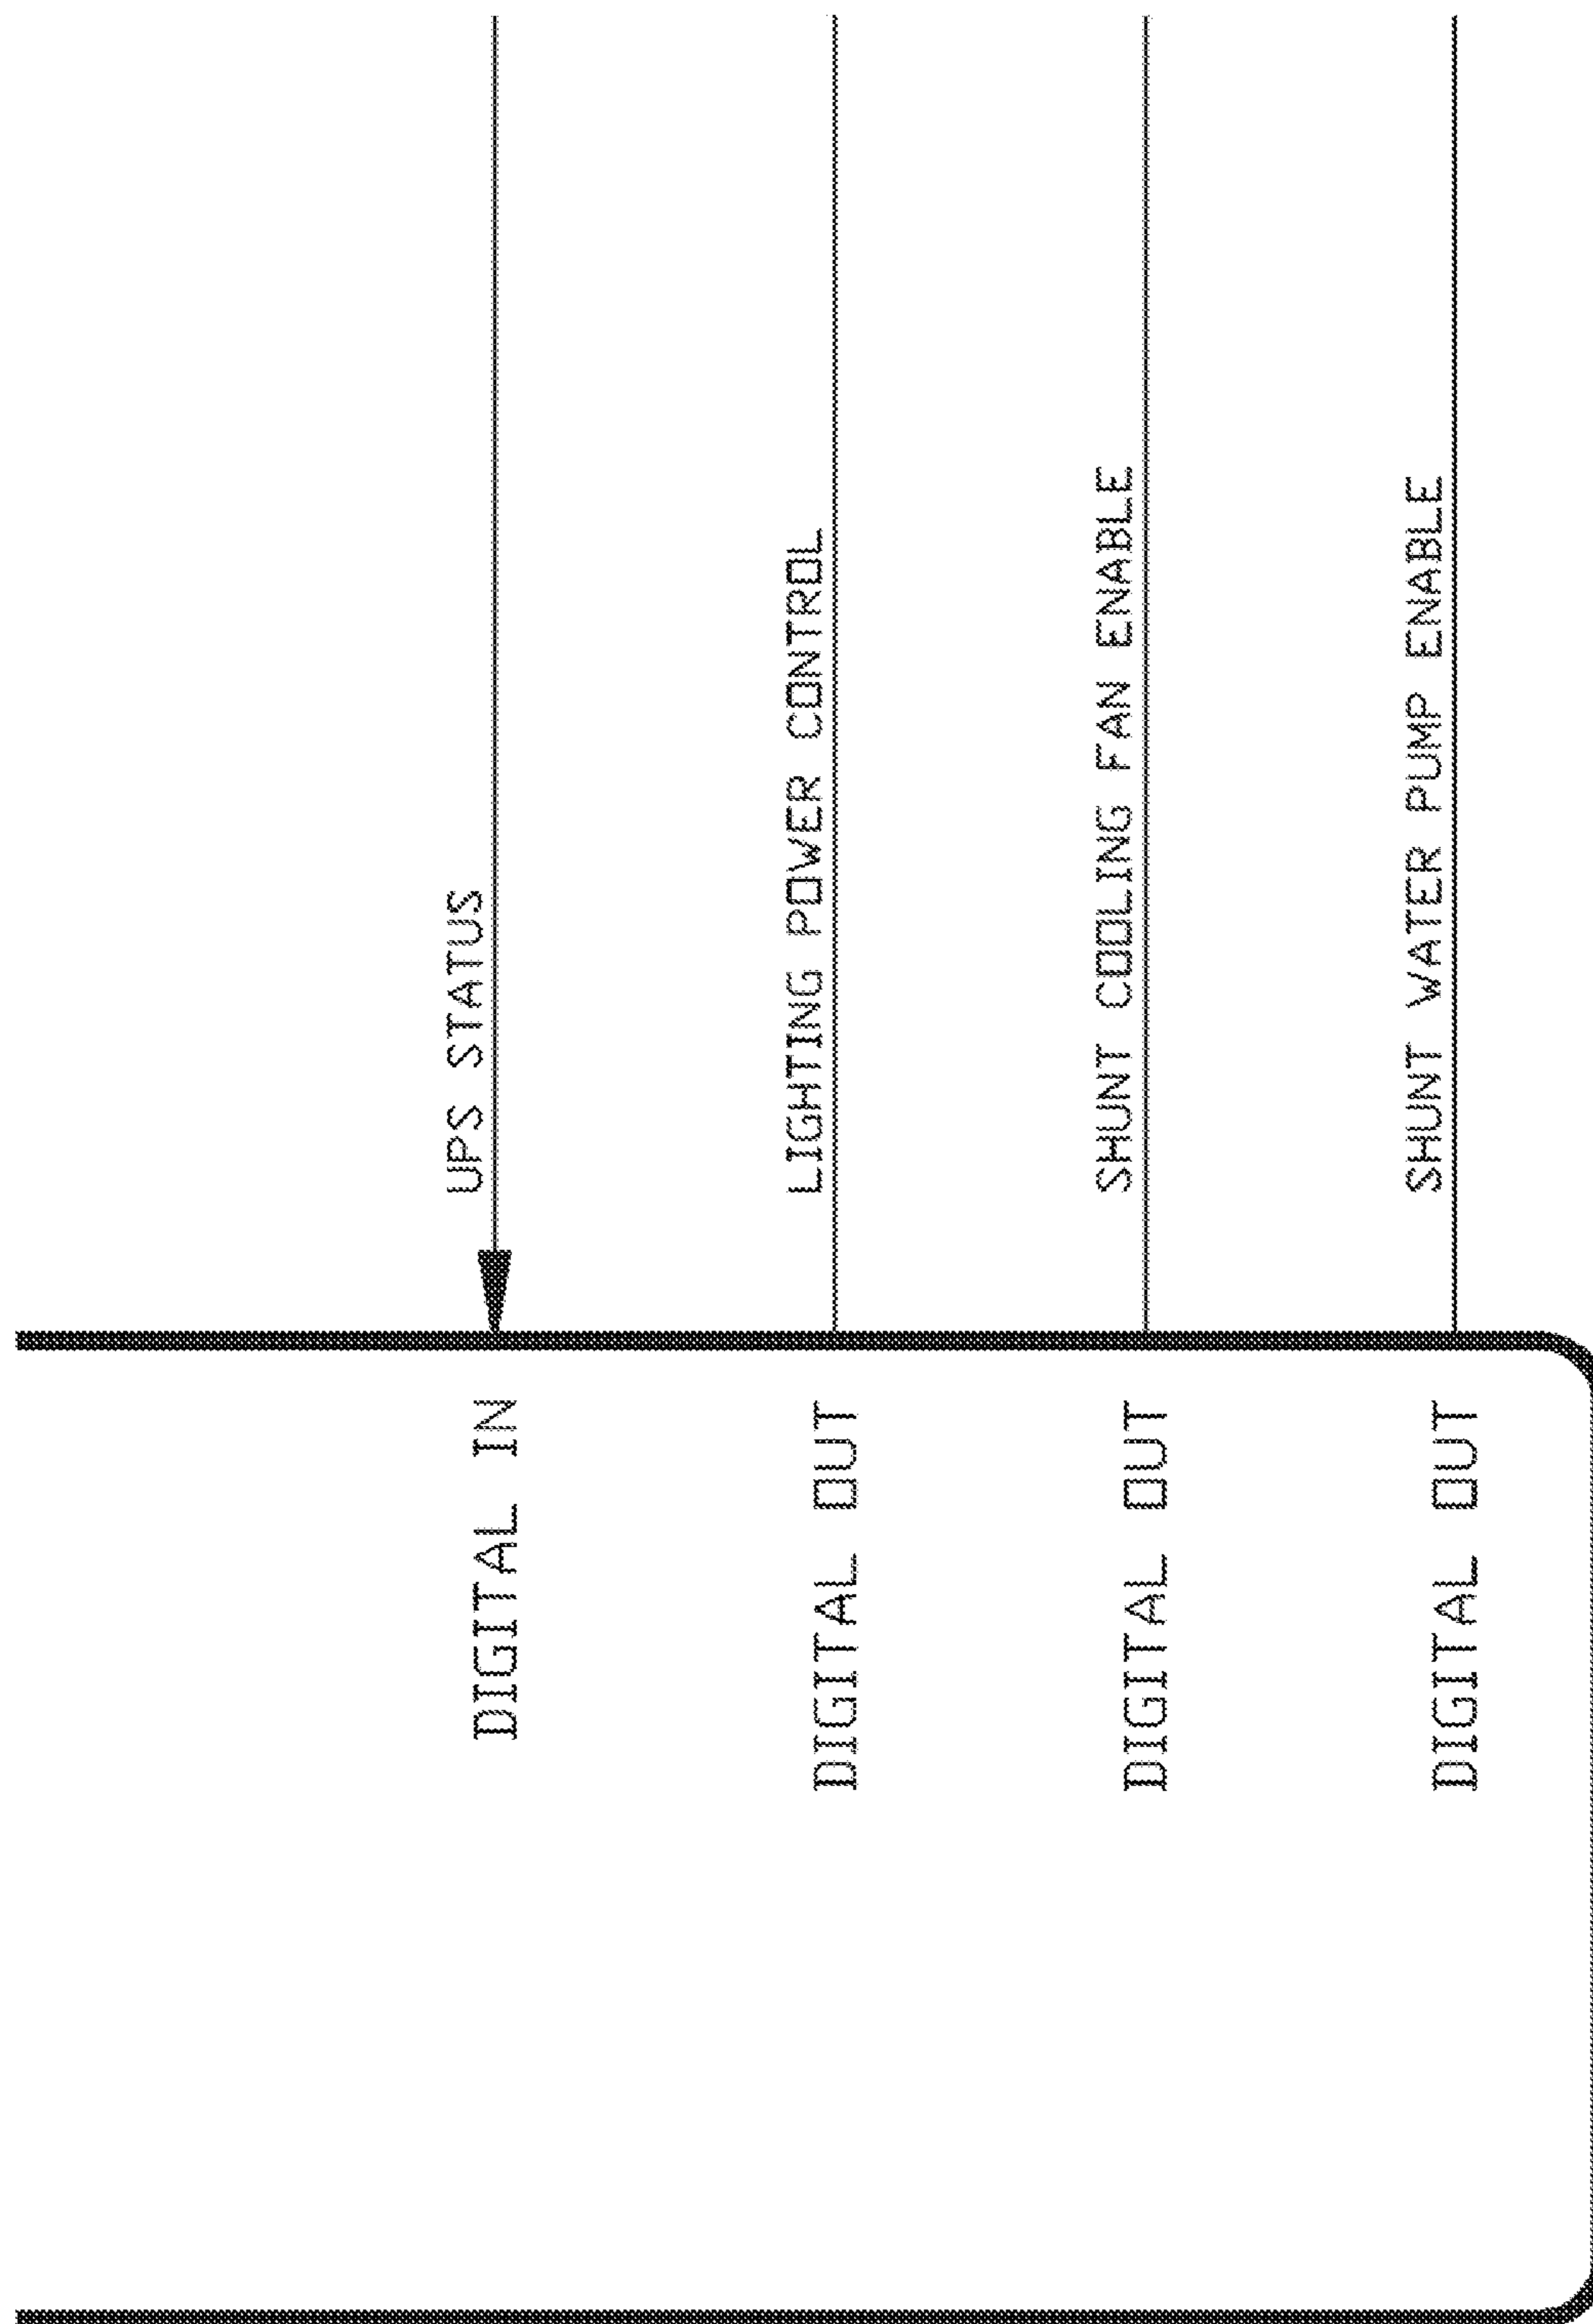 DIGITAL IN
UPS STATUS
DIGITAL OUT
LIGHTING POWER CONTROL
DIGITAL OUT
SHUNT COOLING FAN ENABLE
DIGITAL OUT
SHUNT WATER PUMP ENABLE